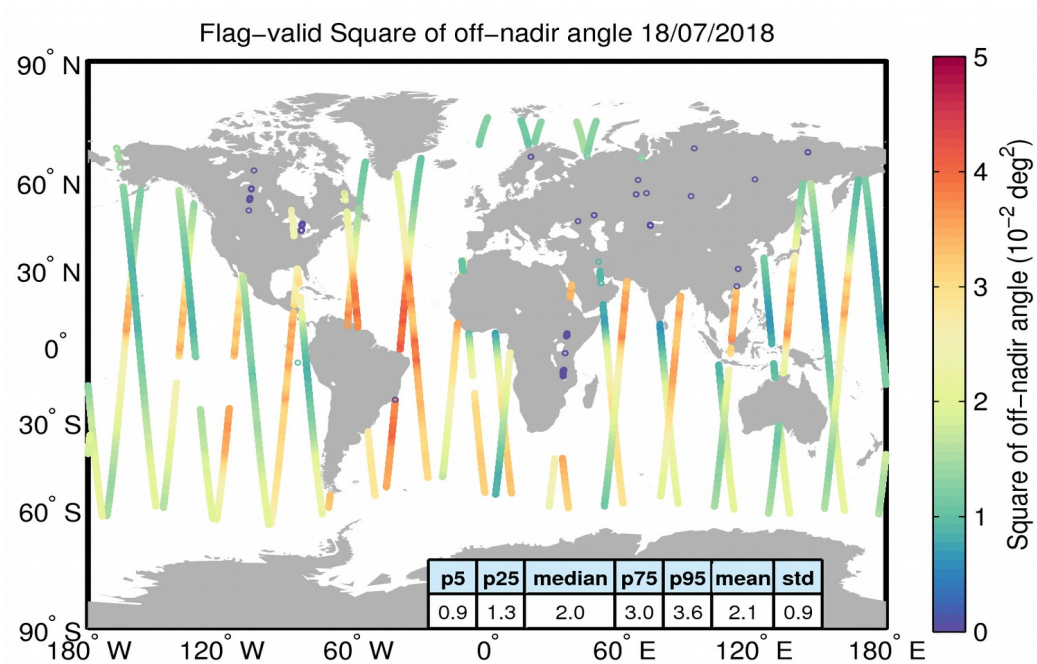 Flag-valid Square of off-nadir angle 18/07/2018
90° N
60° N
30° N
0°
30° S
60° S
90° S
180° W
120° W
60° W
0°
60° E
120° E
180° E
p5 p25 median p75 p95 mean std
0.9 1.3 2.0 3.0 3.6 2.1 0.9
5
4
3
2
1
0
Square of off-nadir angle (10⁻² deg²)